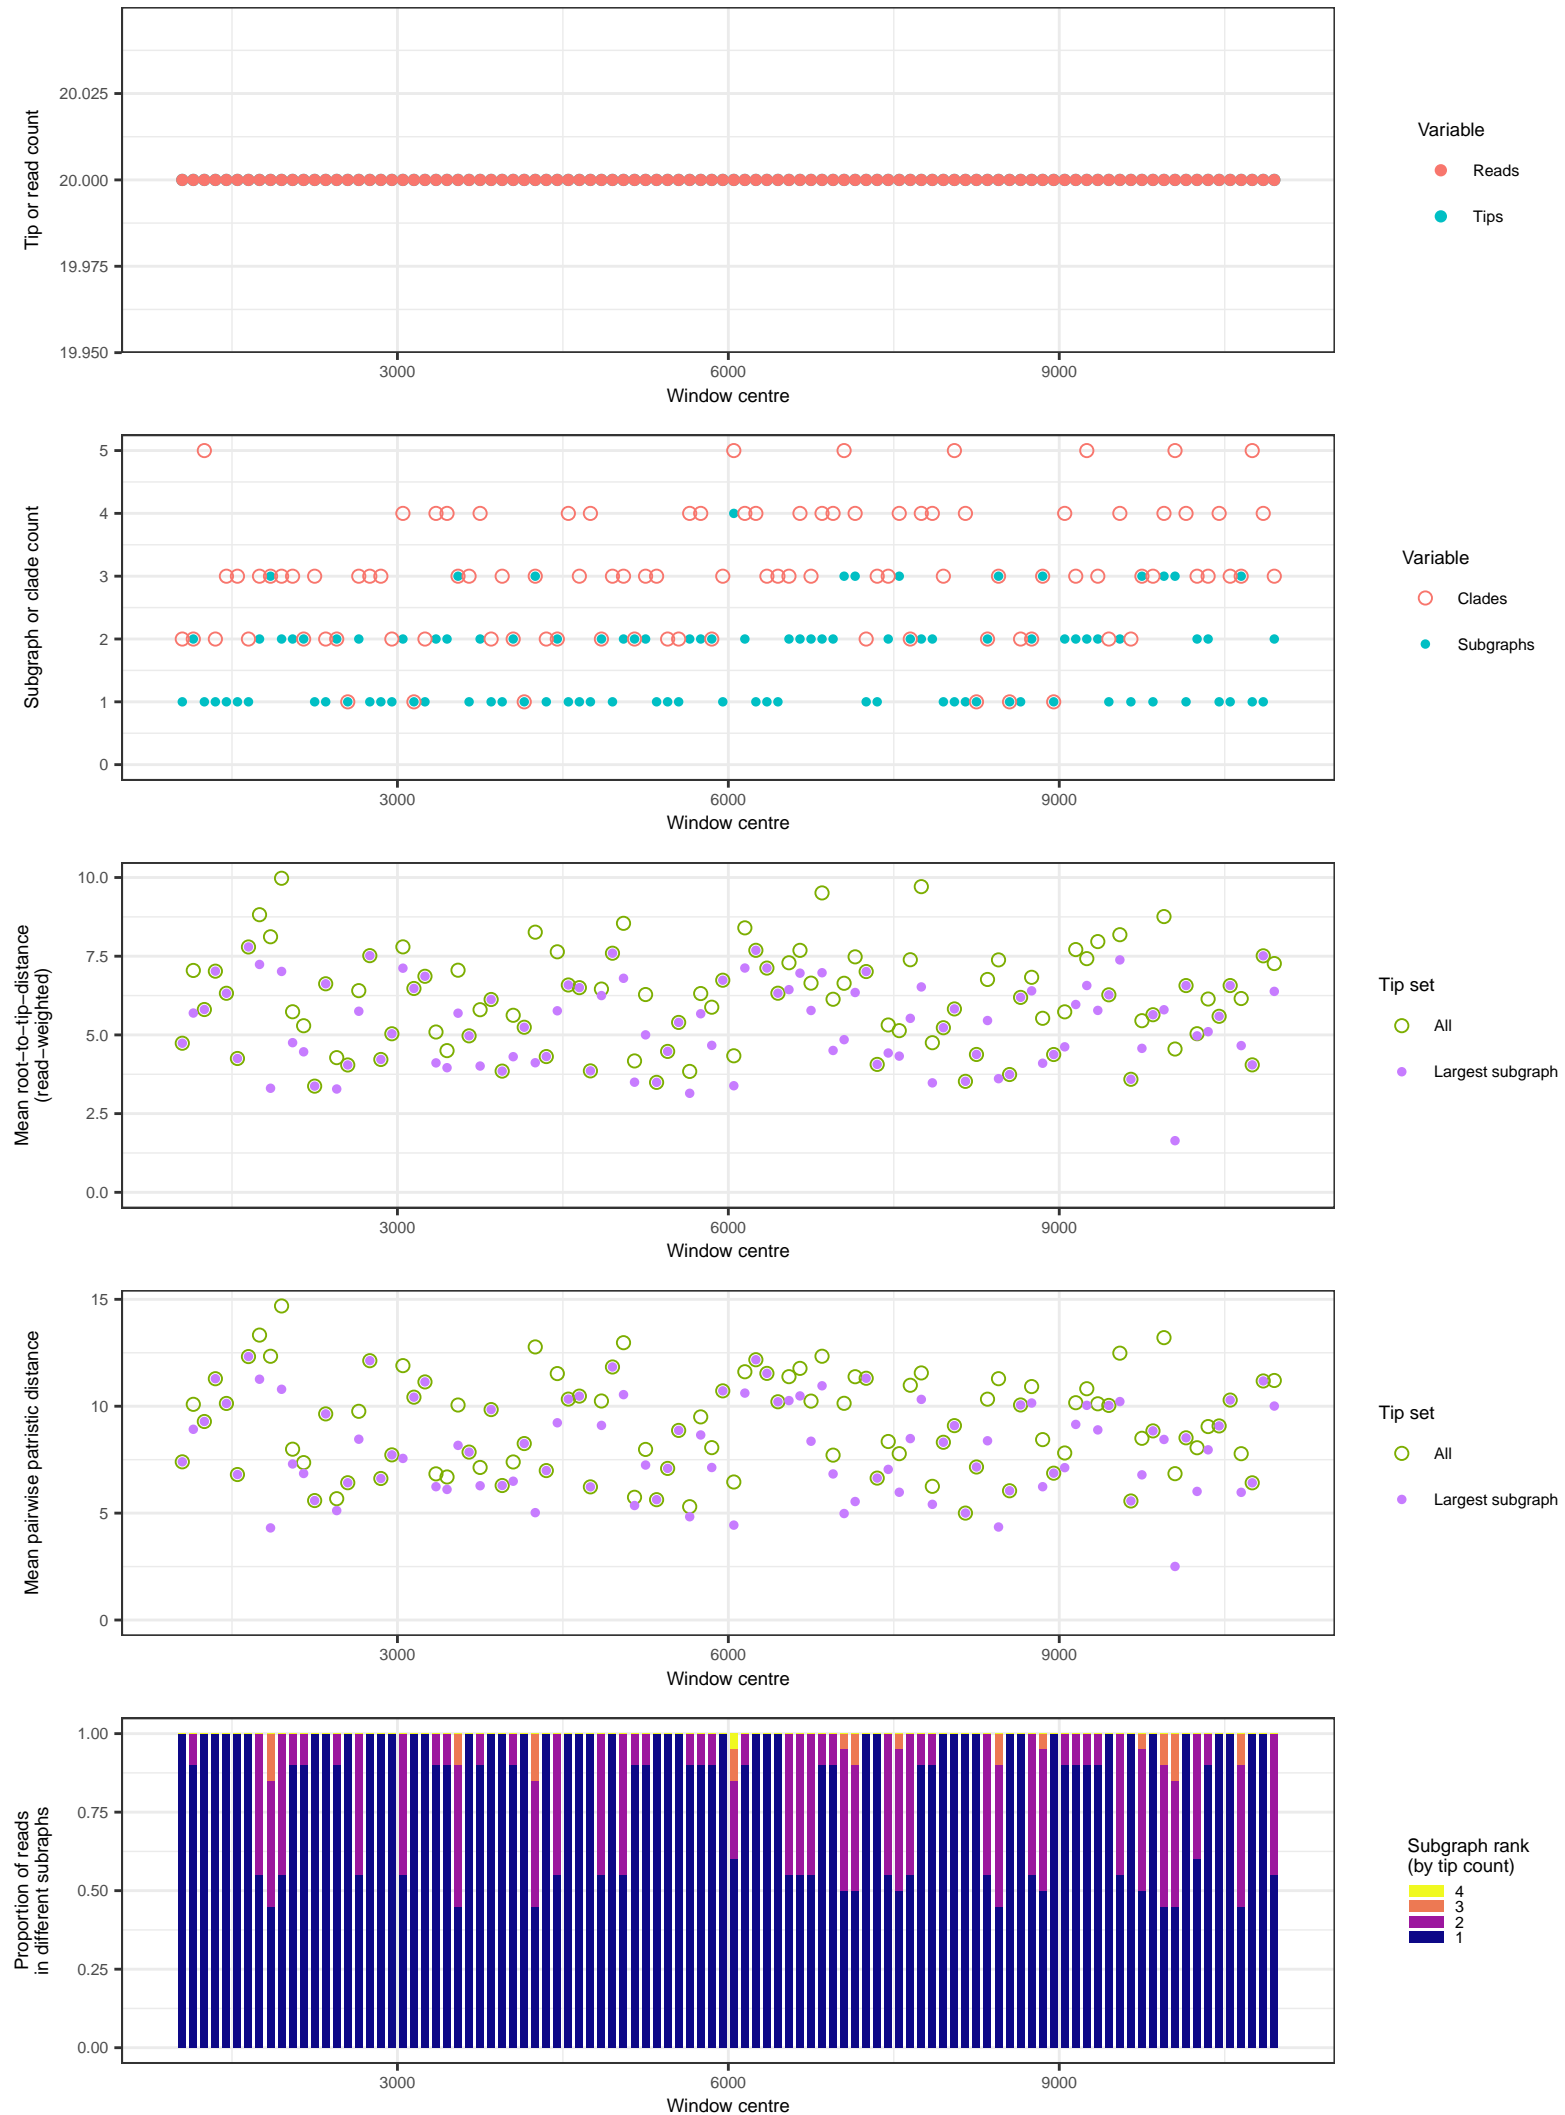 20.025
20.000
19.975
19.950
Tip or read count
3000 6000 9000
Window centre
Variable
Reads
Tips
5
4
3
2
1
0
Subgraph or clade count
3000 6000 9000
Window centre
Variable
Clades
Subgraphs
10.0
7.5
5.0
2.5
0.0
Mean root−to−tip−distance
(read−weighted)
3000 6000 9000
Window centre
Tip set
All
Largest subgraph
15
10
5
0
Mean pairwise patristic distance
3000 6000 9000
Window centre
Tip set
All
Largest subgraph
1.00
0.75
0.50
0.25
0.00
Proportion of reads
in different subraphs
3000 6000 9000
Window centre
Subgraph rank
(by tip count)
4
3
2
1